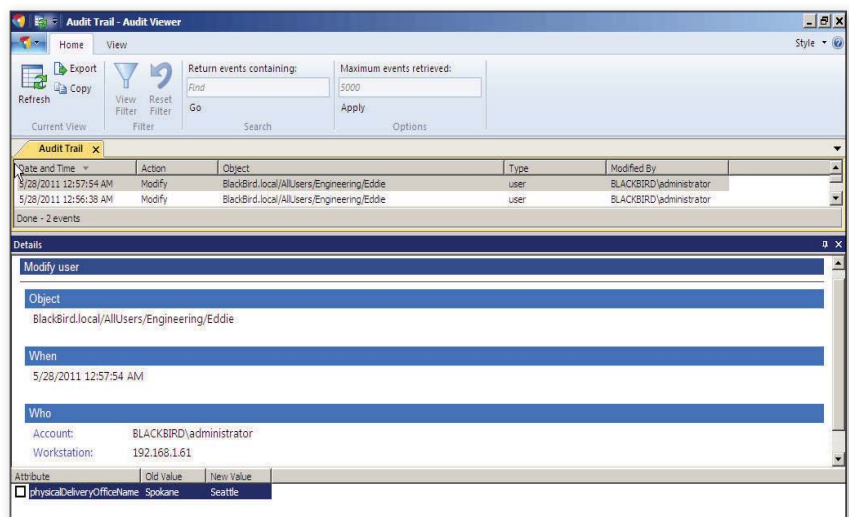 Audit Trail - Audit Viewer
Home View Style
Refresh
Export
Copy
View Filter
Reset Filter
Return events containing:
Find
Go
Maximum events retrieved:
5000
Apply
Current View Filter Search Options
Audit Trail x
Date and Time Action Object Type Modified By
5/28/2011 12:57:54 AM Modify BlackBird.local/AllUsers/Engineering/Eddie user BLACKBIRD\administrator
5/28/2011 12:56:38 AM Modify BlackBird.local/AllUsers/Engineering/Eddie user BLACKBIRD\administrator
Done - 2 events
Details
Modify user
Object
BlackBird.local/AllUsers/Engineering/Eddie
When
5/28/2011 12:57:54 AM
Who
Account: BLACKBIRD\administrator
Workstation: 192.168.1.61
Attribute Old Value New Value
physicalDeliveryOfficeName Spokane Seattle